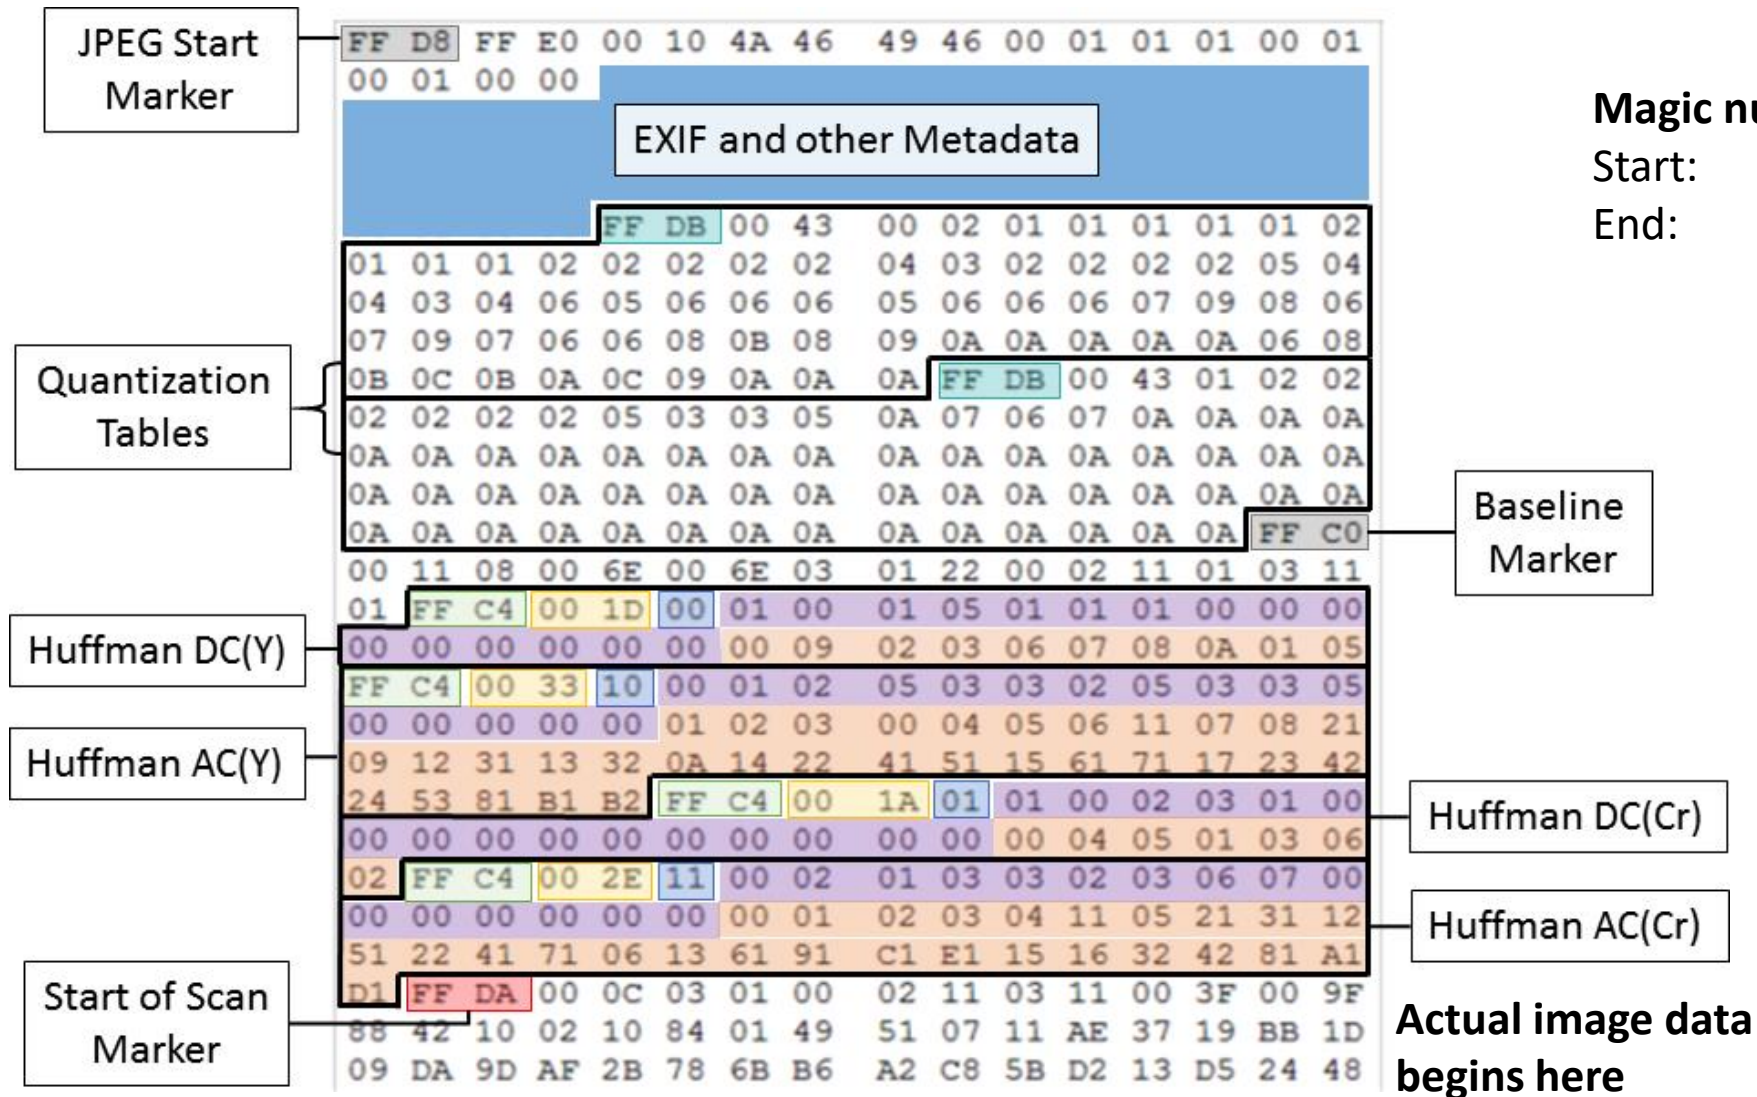 JPEG Start
Marker
FF D8 FF E0 00 10 4A 46 49 46 00 01 01 01 00 01
00 01 00 00
EXIF and other Metadata
Magic nu
Start:
End:
FF DB 00 43 00 02 01 01 01 01 01 02
01 01 01 02 02 02 02 02 04 03 02 02 02 02 05 04
04 03 04 06 05 06 06 06 05 06 06 06 07 09 08 06
07 09 07 06 06 08 0B 08 09 0A 0A 0A 0A 0A 06 08
Quantization
Tables
0B 0C 0B 0A 0C 09 0A 0A 0A FF DB 00 43 01 02 02
02 02 02 02 05 03 03 05 0A 07 06 07 0A 0A 0A 0A
0A 0A 0A 0A 0A 0A 0A 0A 0A 0A 0A 0A 0A 0A 0A 0A
0A 0A 0A 0A 0A 0A 0A 0A 0A 0A 0A 0A 0A 0A 0A 0A
0A 0A 0A 0A 0A 0A 0A 0A 0A 0A 0A 0A 0A 0A FF C0
Baseline
Marker
00 11 08 00 6E 00 6E 03 01 22 00 02 11 01 03 11
01 FF C4 00 1D 00 01 00 01 05 01 01 01 00 00 00
Huffman DC(Y)
00 00 00 00 00 00 00 09 02 03 06 07 08 0A 01 05
FF C4 00 33 10 00 01 02 05 03 03 02 05 03 03 05
00 00 00 00 00 01 02 03 00 04 05 06 11 07 08 21
Huffman AC(Y)
09 12 31 13 32 0A 14 22 41 51 15 61 71 17 23 42
24 53 81 B1 B2 FF C4 00 1A 01 01 00 02 03 01 00
Huffman DC(Cr)
00 00 00 00 00 00 00 00 00 00 00 04 05 01 03 06
02 FF C4 00 2E 11 00 02 01 03 03 02 03 06 07 00
00 00 00 00 00 00 00 01 02 03 04 11 05 21 31 12
Huffman AC(Cr)
51 22 41 71 06 13 61 91 C1 E1 15 16 32 42 81 A1
Start of Scan
Marker
D1 FF DA 00 0C 03 01 00 02 11 03 11 00 3F 00 9F
88 42 10 02 10 84 01 49 51 07 11 AE 37 19 BB 1D
09 DA 9D AF 2B 78 6B B6 A2 C8 5B D2 13 D5 24 48
Actual image data
begins here